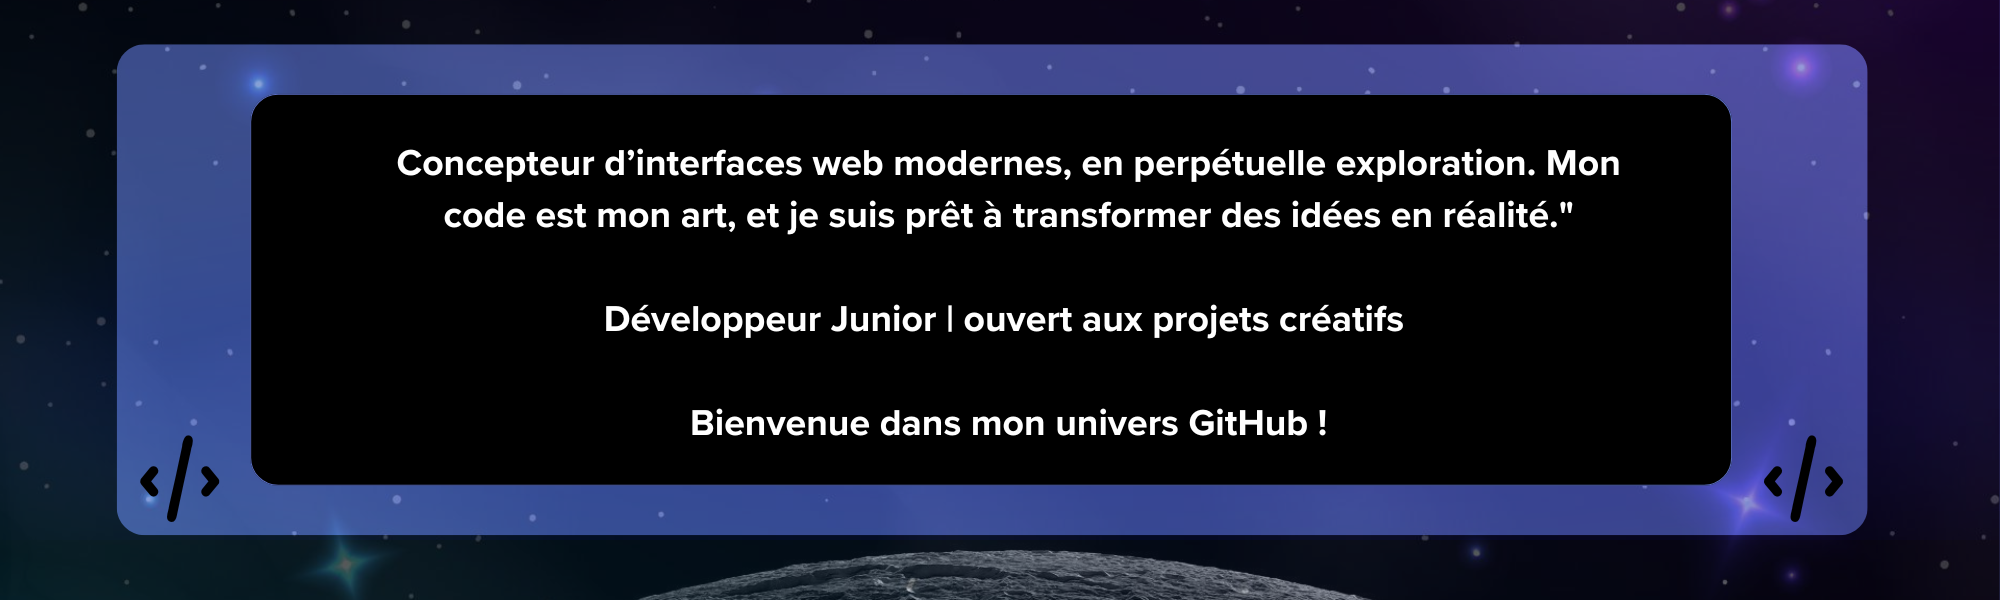 Concepteur d’interfaces web modernes, en perpétuelle exploration. Mon
code est mon art, et je suis prêt à transformer des idées en réalité."
Développeur Junior | ouvert aux projets créatifs
Bienvenue dans mon univers GitHub !